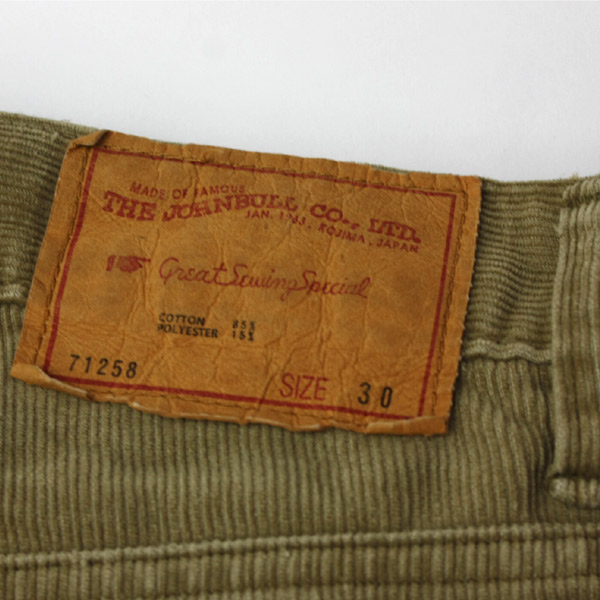 MADE OF FAMOUS
THE JOHNBULL CO., LTD.
JAN. 1963. KOJIMA, JAPAN
Great Sewing Special
COTTON 85%
POLYESTER 15%
71258 SIZE 30